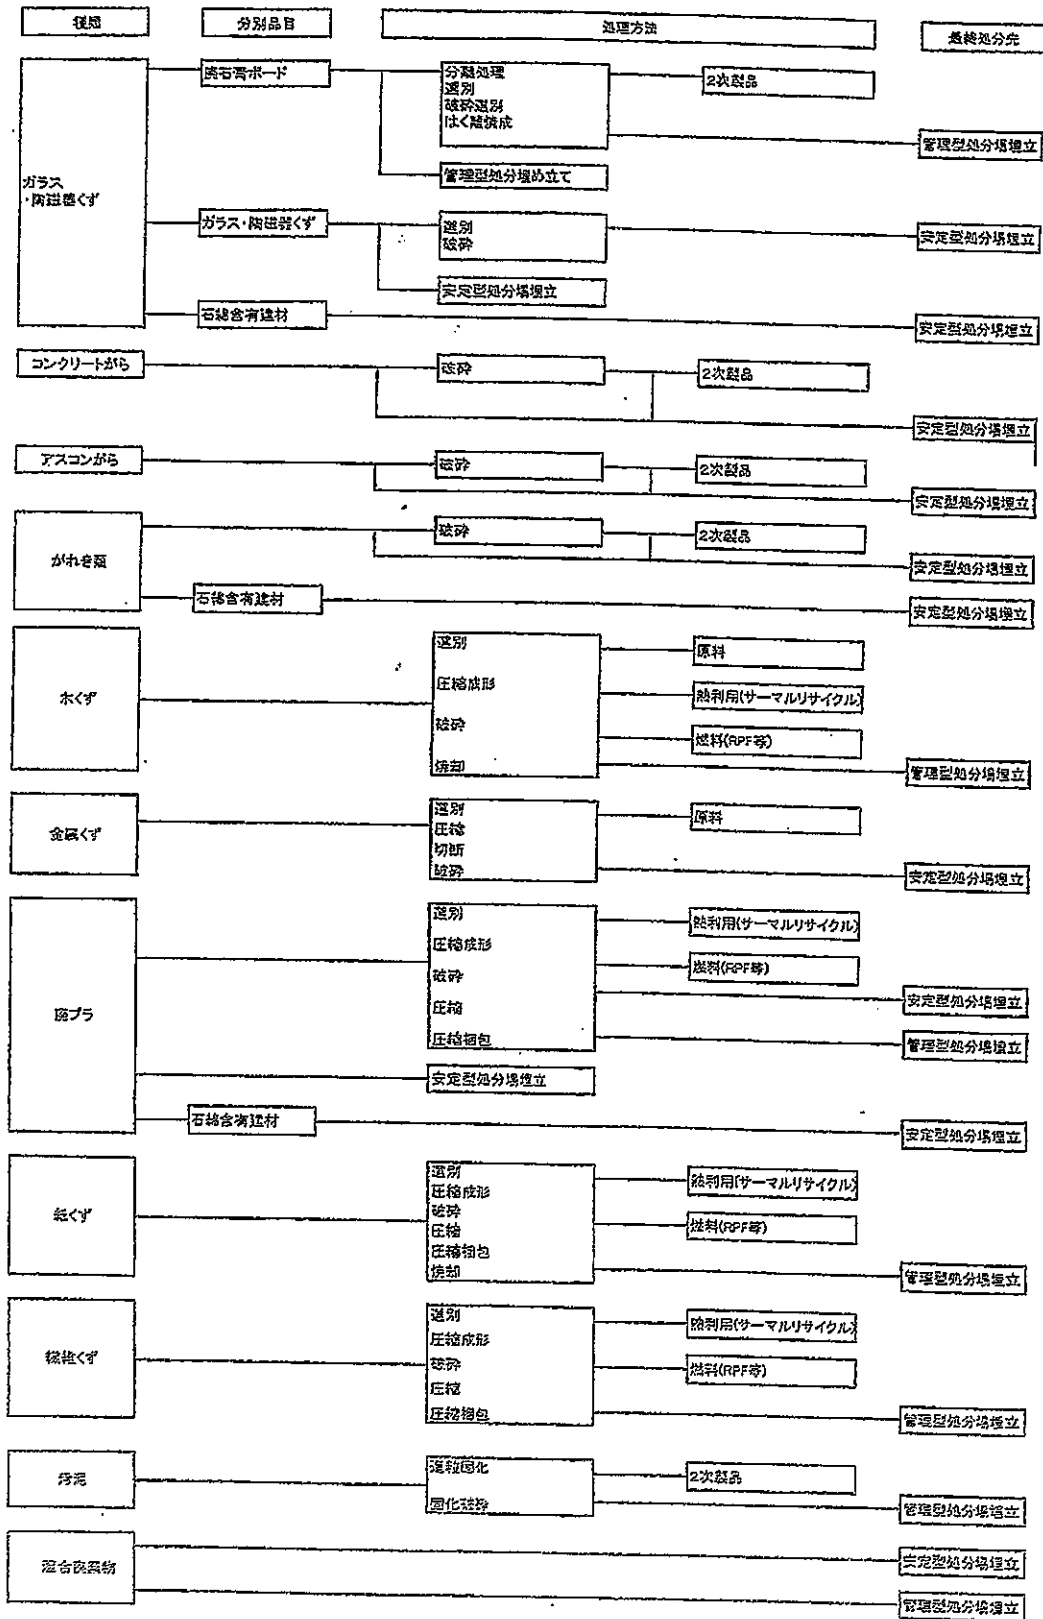 種類
分別品目
処理方法
最終処分先
ガラス
・陶磁器くず
廃石膏ボード
分離処理
選別
破砕選別
はく離焼成
2次製品
管理型処分場埋立
管理型処分埋め立て
ガラス・陶磁器くず
選別
破砕
安定型処分場埋立
安定型処分場埋立
石綿含有建材
安定型処分場埋立
コンクリートがら
破砕
2次製品
安定型処分場埋立
アスコンがら
破砕
2次製品
安定型処分場埋立
がれき類
破砕
2次製品
安定型処分場埋立
石綿含有建材
安定型処分場埋立
木くず
選別
圧縮成形
破砕
焼却
原料
熱利用(サーマルリサイクル)
燃料(RPF等)
管理型処分場埋立
金属くず
選別
圧縮
切断
破砕
原料
安定型処分場埋立
廃プラ
選別
圧縮成形
破砕
圧縮
圧縮梱包
熱利用(サーマルリサイクル)
燃料(RPF等)
安定型処分場埋立
管理型処分場埋立
安定型処分場埋立
石綿含有建材
安定型処分場埋立
紙くず
選別
圧縮成形
破砕
圧縮
圧縮梱包
焼却
熱利用(サーマルリサイクル)
燃料(RPF等)
管理型処分場埋立
繊維くず
選別
圧縮成形
破砕
圧縮
圧縮梱包
熱利用(サーマルリサイクル)
燃料(RPF等)
管理型処分場埋立
汚泥
造粒固化
固化破砕
2次製品
管理型処分場埋立
混合廃棄物
安定型処分場埋立
管理型処分場埋立